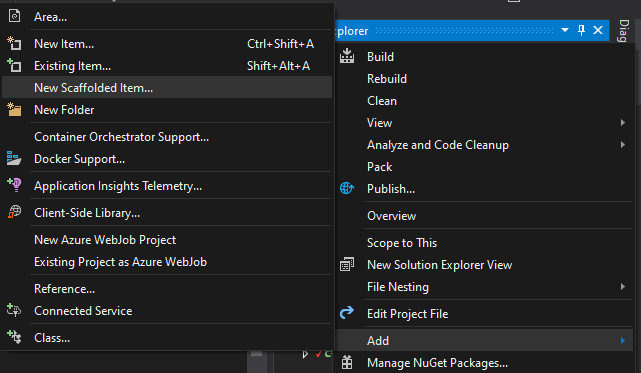 Area...
New Item... Ctrl+Shift+A
Existing Item... Shift+Alt+A
New Scaffolded Item...
New Folder
Container Orchestrator Support...
Docker Support...
Application Insights Telemetry...
Client-Side Library...
New Azure WebJob Project
Existing Project as Azure WebJob
Reference...
Connected Service
Class...
plorer
Diag
Build
Rebuild
Clean
View
Analyze and Code Cleanup
Pack
Publish...
Overview
Scope to This
New Solution Explorer View
File Nesting
Edit Project File
Add
Manage NuGet Packages...